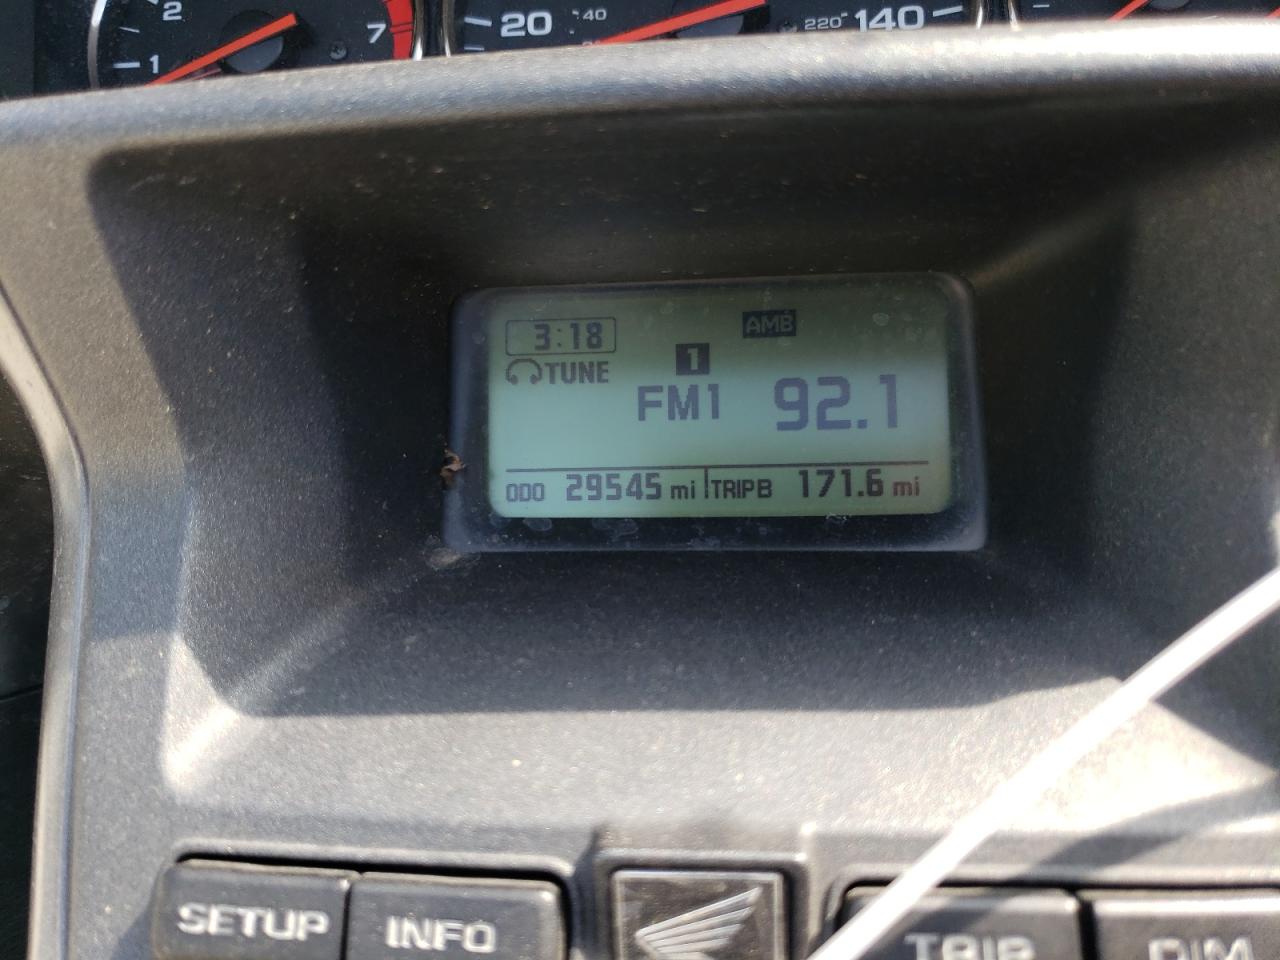 2
1
7
20
40
220
140
3:18
AMB
TUNE
1
FM1 92.1
ODO 29545 mi TRIP B 171.6 mi
SETUP
INFO
TRIP
DIM